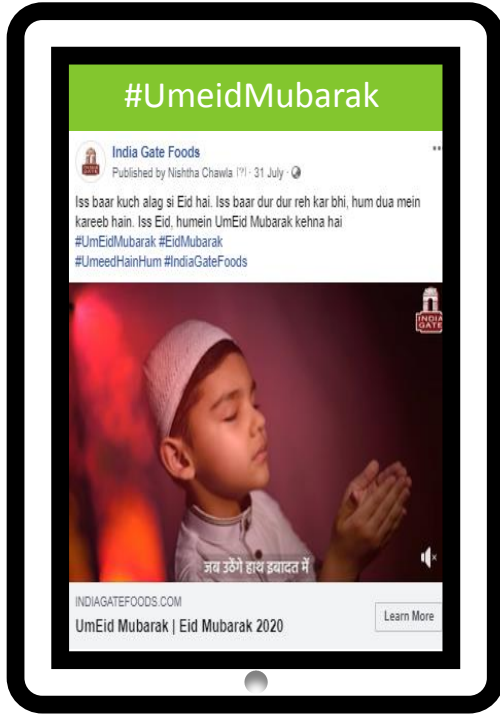 #UmeidMubarak
India Gate Foods
Published by Nishtha Chawla [?] · 31 July ·
Iss baar kuch alag si Eid hai. Iss baar dur dur reh kar bhi, hum dua mein
kareeb hain. Iss Eid, humein UmEid Mubarak kehna hai
#UmEidMubarak #EidMubarak
#UmeedHainHum #IndiaGateFoods
INDIA
GATE
जब उठेंगे हाथ इबादत में
INDIAGATEFOODS.COM
UmEid Mubarak | Eid Mubarak 2020
Learn More